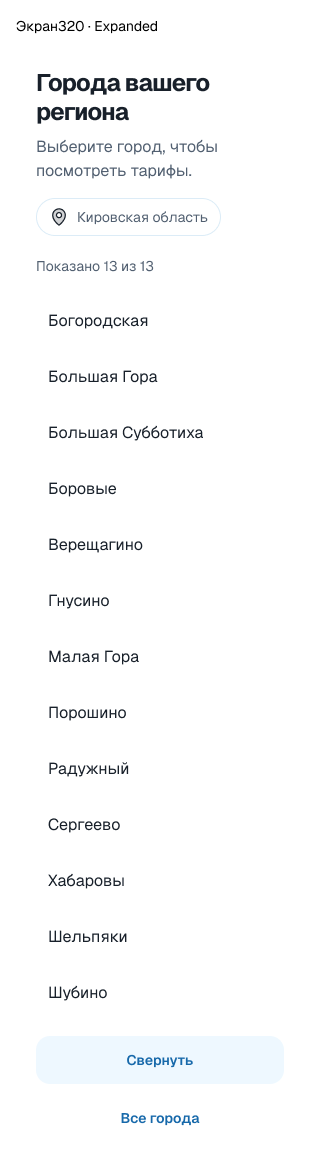 Экран320 · Expanded
Города вашего
региона
Выберите город, чтобы
посмотреть тарифы.
Кировская область
Показано 13 из 13
Богородская
Большая Гора
Большая Субботиха
Боровые
Верещагино
Гнусино
Малая Гора
Порошино
Радужный
Сергеево
Хабаровы
Шельпяки
Шубино
Свернуть
Все города